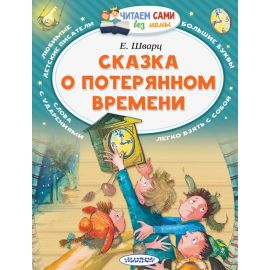 ЧИТАЕМ САМИ
без мамы
ЛЮБИМЫЕ
ДЕТСКИЕ ПИСАТЕЛИ
БОЛЬШИЕ БУКВЫ
Е. Шварц
СКАЗКА
О ПОТЕРЯННОМ
ВРЕМЕНИ
СЛОВА
С УДАРЕНИЯМИ
ЛЕГКО ВЗЯТЬ С СОБОЙ